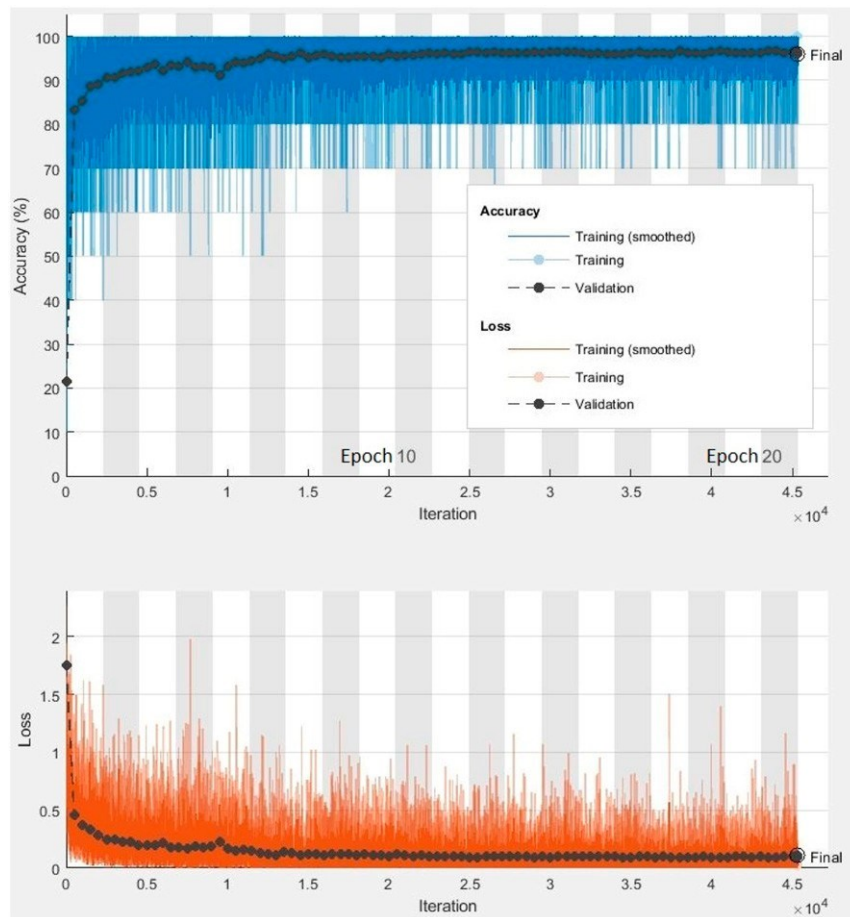 100
90
80
70
60
50
40
30
20
10
0
Accuracy (%)
Final
Accuracy
Training (smoothed)
Training
Validation
Loss
Training (smoothed)
Training
Validation
Epoch 10
Epoch 20
0 0.5 1 1.5 2 2.5 3 3.5 4 4.5
Iteration
×10⁴
2
1.5
1
0.5
0
Loss
Final
0 0.5 1 1.5 2 2.5 3 3.5 4 4.5
Iteration
×10⁴